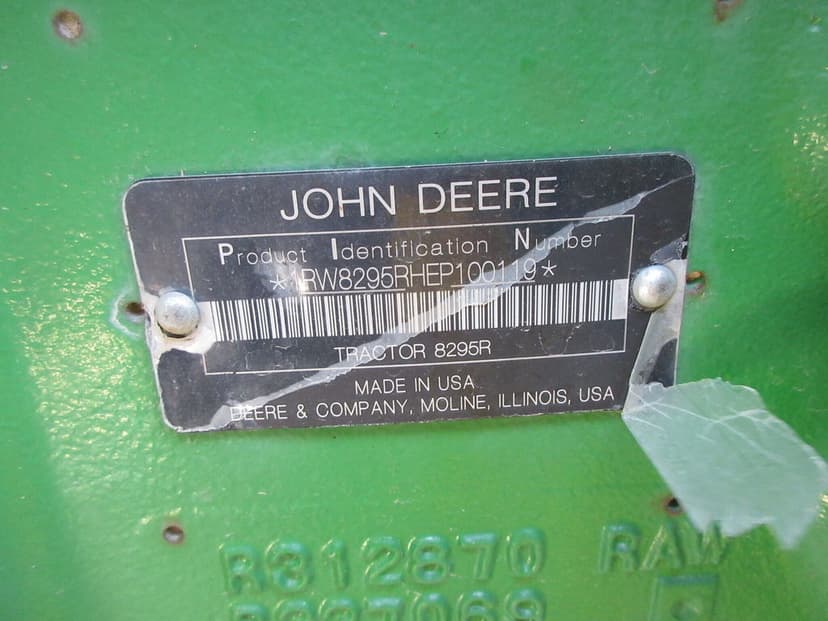 JOHN DEERE
Product Identification Number
*1RW8295RHEP100119*
TRACTOR 8295R
MADE IN USA
DEERE & COMPANY, MOLINE, ILLINOIS, USA
R312870 RAW